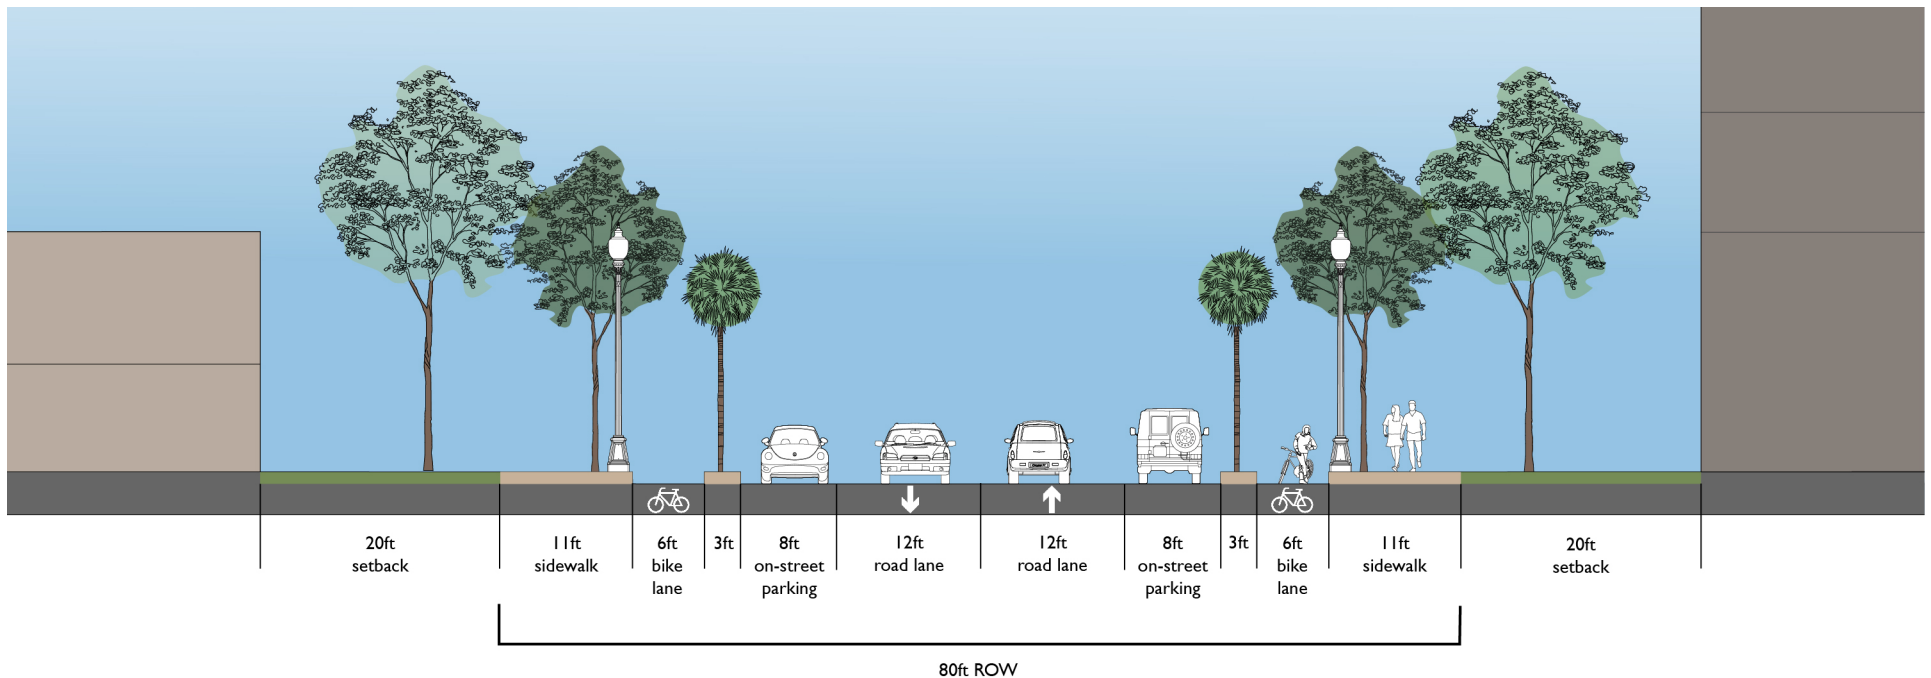 20ft
setback
11ft
sidewalk
6ft
bike
lane
3ft
8ft
on-street
parking
12ft
road lane
12ft
road lane
8ft
on-street
parking
3ft
6ft
bike
lane
11ft
sidewalk
20ft
setback
80ft ROW